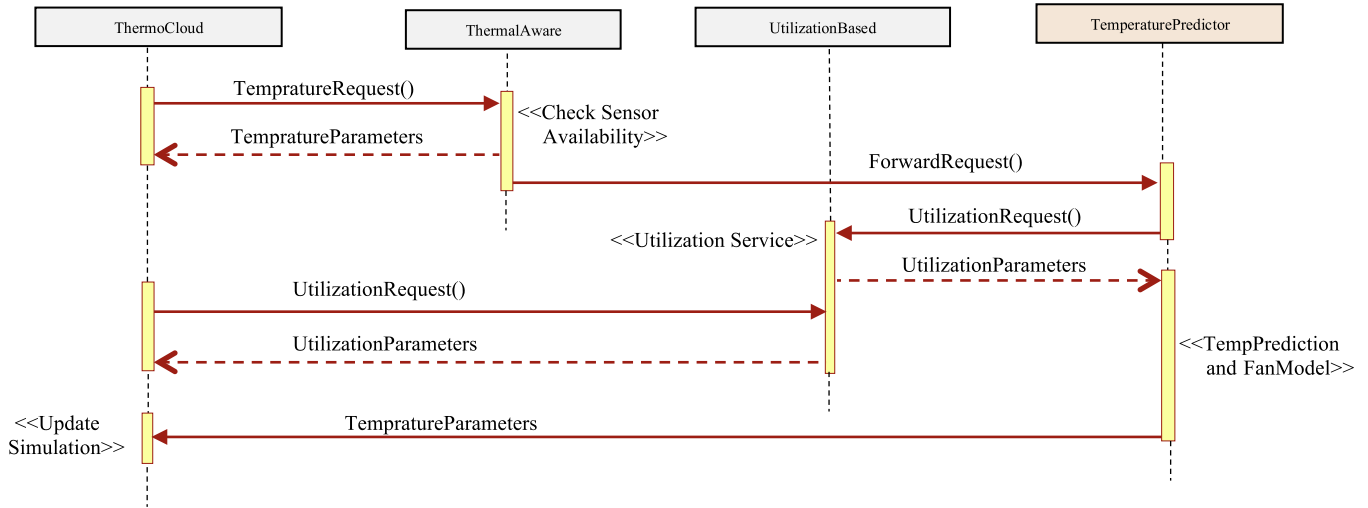 ThermoCloud
ThermalAware
UtilizationBased
TemperaturePredictor
TempratureRequest()
<<Check Sensor
Availability>>
TempratureParameters
ForwardRequest()
UtilizationRequest()
<<Utilization Service>>
UtilizationParameters
UtilizationRequest()
UtilizationParameters
<<TempPrediction
and FanModel>>
<<Update
Simulation>>
TempratureParameters